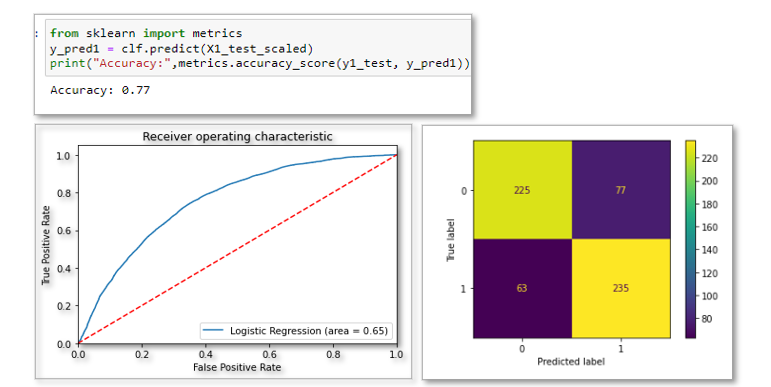 : from sklearn import metrics
y_pred1 = clf.predict(X1_test_scaled)
print("Accuracy:",metrics.accuracy_score(y1_test, y_pred1))
Accuracy: 0.77
Receiver operating characteristic
1.0
0.8
0.6
0.4
0.2
0.0
True Positive Rate
Logistic Regression (area = 0.65)
0.0 0.2 0.4 0.6 0.8 1.0
False Positive Rate
True label
0
1
225 77
63 235
0 1
Predicted label
220
200
180
160
140
120
100
80